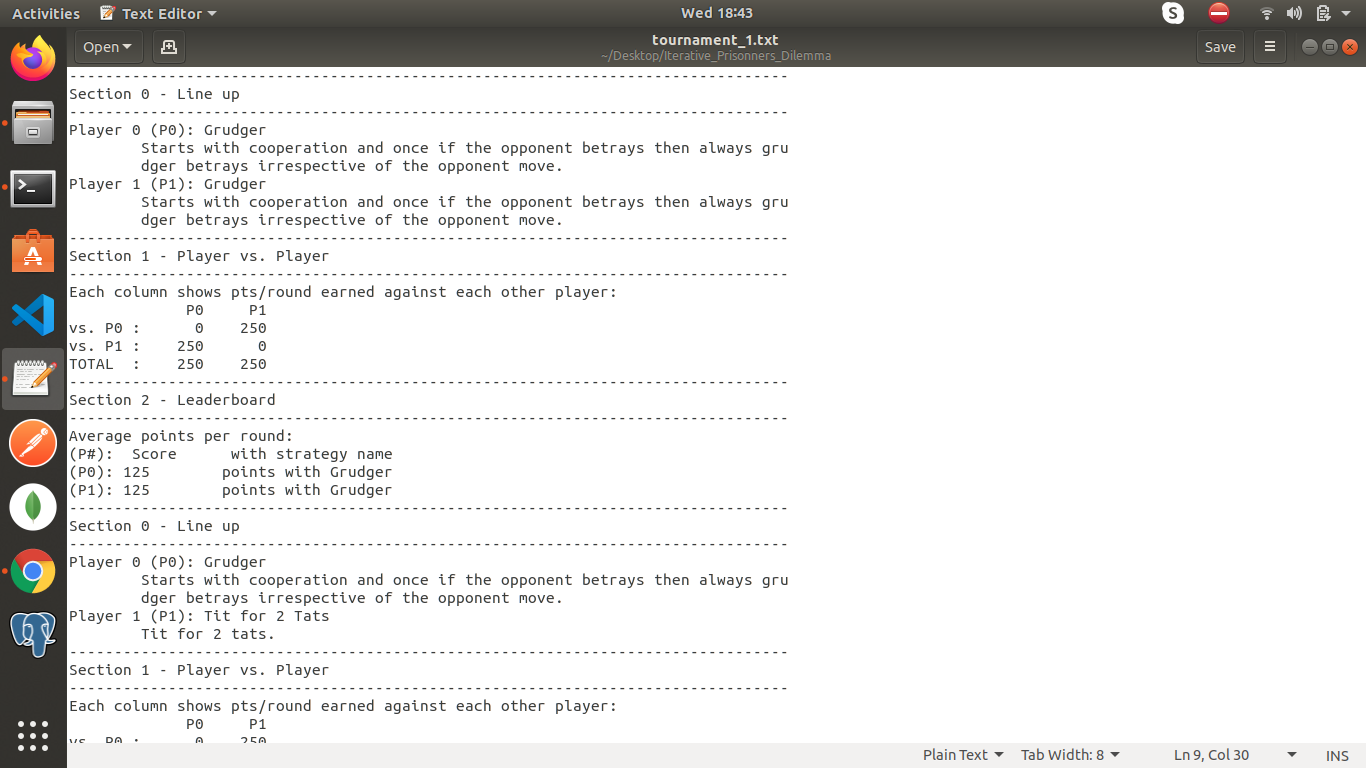 Activities Text Editor Wed 18:43
Open tournament_1.txt Save
~/Desktop/Iterative_Prisonners_Dilemma
--------------------------------------------------------------------------------
Section 0 - Line up
--------------------------------------------------------------------------------
Player 0 (P0): Grudger
        Starts with cooperation and once if the opponent betrays then always gru
        dger betrays irrespective of the opponent move.
Player 1 (P1): Grudger
        Starts with cooperation and once if the opponent betrays then always gru
        dger betrays irrespective of the opponent move.
--------------------------------------------------------------------------------
Section 1 - Player vs. Player
--------------------------------------------------------------------------------
Each column shows pts/round earned against each other player:
             P0     P1
vs. P0 :      0    250
vs. P1 :    250      0
TOTAL  :    250    250
--------------------------------------------------------------------------------
Section 2 - Leaderboard
--------------------------------------------------------------------------------
Average points per round:
(P#):  Score      with strategy name
(P0): 125        points with Grudger
(P1): 125        points with Grudger
--------------------------------------------------------------------------------
Section 0 - Line up
--------------------------------------------------------------------------------
Player 0 (P0): Grudger
        Starts with cooperation and once if the opponent betrays then always gru
        dger betrays irrespective of the opponent move.
Player 1 (P1): Tit for 2 Tats
        Tit for 2 tats.
--------------------------------------------------------------------------------
Section 1 - Player vs. Player
--------------------------------------------------------------------------------
Each column shows pts/round earned against each other player:
             P0     P1
vs. P0 :      0    250
Plain Text Tab Width: 8 Ln 9, Col 30 INS